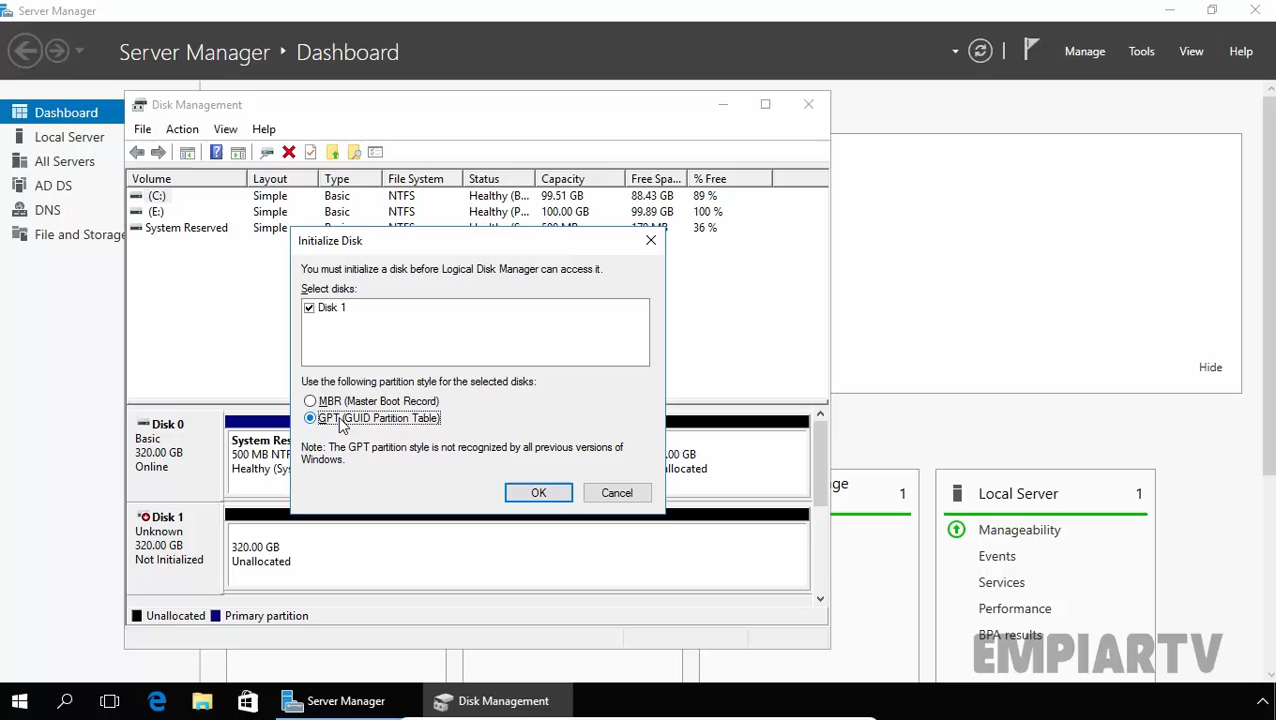 Server Manager
Server Manager ‣ Dashboard
Manage Tools View Help
Dashboard
Local Server
All Servers
AD DS
DNS
File and Storage
Disk Management
File Action View Help
Volume Layout Type File System Status Capacity Free Spa... % Free
(C:) Simple Basic NTFS Healthy (B... 99.51 GB 88.43 GB 89 %
(E:) Simple Basic NTFS Healthy (P... 100.00 GB 99.89 GB 100 %
System Reserved Simple 36 %
Initialize Disk
You must initialize a disk before Logical Disk Manager can access it.
Select disks:
Disk 1
Use the following partition style for the selected disks:
MBR (Master Boot Record)
GPT (GUID Partition Table)
Note: The GPT partition style is not recognized by all previous versions of
Windows.
OK Cancel
Hide
Disk 0
Basic
320.00 GB
Online
System Res
500 MB NTF
Healthy (S
.00 GB
allocated
Disk 1
Unknown
320.00 GB
Not Initialized
320.00 GB
Unallocated
Unallocated Primary partition
ge 1
Local Server 1
Manageability
Events
Services
Performance
BPA results
EMPIARTV
Server Manager
Disk Management